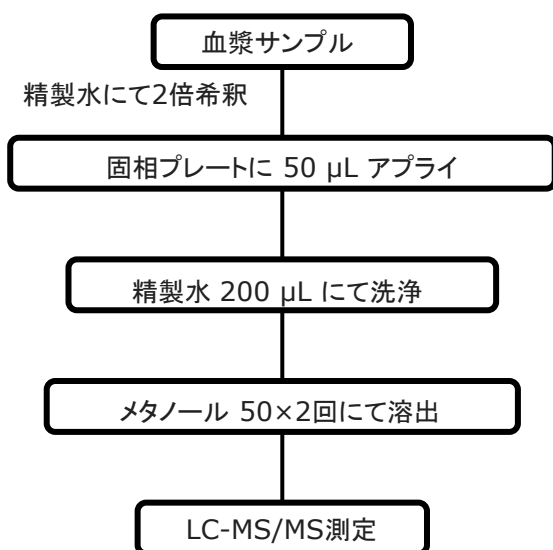 血漿サンプル
精製水にて2倍希釈
固相プレートに 50 μL アプライ
精製水 200 μL にて洗浄
メタノール 50×2回にて溶出
LC-MS/MS測定